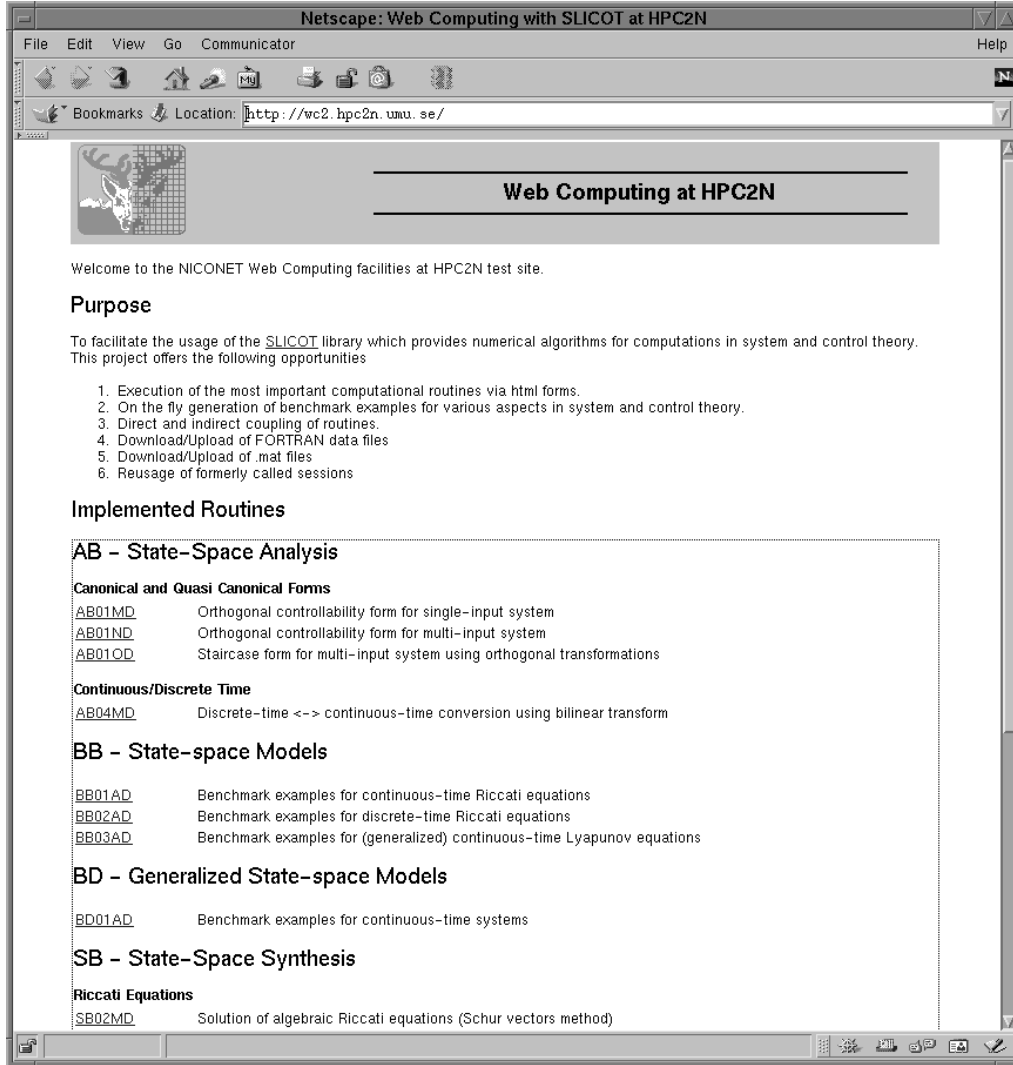 Netscape: Web Computing with SLICOT at HPC2N
File Edit View Go Communicator Help
My
N
Bookmarks Location: http://wc2.hpc2n.umu.se/
Web Computing at HPC2N
Welcome to the NICONET Web Computing facilities at HPC2N test site.
Purpose
To facilitate the usage of the SLICOT library which provides numerical algorithms for computations in system and control theory.
This project offers the following opportunities
1. Execution of the most important computational routines via html forms.
2. On the fly generation of benchmark examples for various aspects in system and control theory.
3. Direct and indirect coupling of routines.
4. Download/Upload of FORTRAN data files
5. Download/Upload of .mat files
6. Reusage of formerly called sessions
Implemented Routines
AB - State-Space Analysis
Canonical and Quasi Canonical Forms
AB01MD Orthogonal controllability form for single-input system
AB01ND Orthogonal controllability form for multi-input system
AB01OD Staircase form for multi-input system using orthogonal transformations
Continuous/Discrete Time
AB04MD Discrete-time <-> continuous-time conversion using bilinear transform
BB - State-space Models
BB01AD Benchmark examples for continuous-time Riccati equations
BB02AD Benchmark examples for discrete-time Riccati equations
BB03AD Benchmark examples for (generalized) continuous-time Lyapunov equations
BD - Generalized State-space Models
BD01AD Benchmark examples for continuous-time systems
SB - State-Space Synthesis
Riccati Equations
SB02MD Solution of algebraic Riccati equations (Schur vectors method)